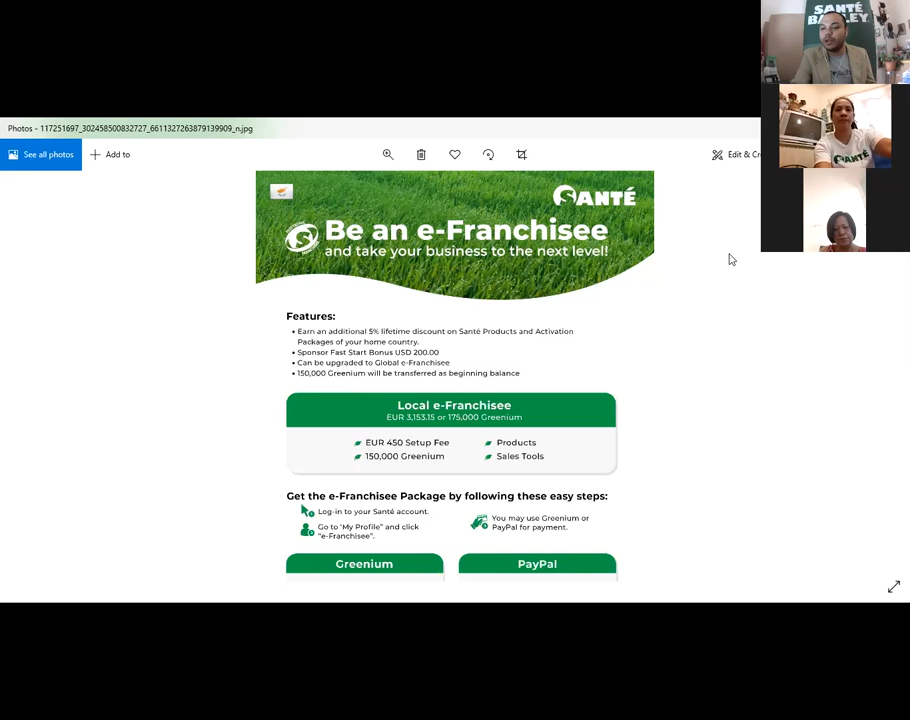 SANTÉ
BARLEY
Photos - 117251697_302458500832727_6611327263879139909_n.jpg
See all photos
Add to
Edit & Cr
SANTÉ
SANTÉ
Be an e-Franchisee
and take your business to the next level!
Features:
• Earn an additional 5% lifetime discount on Santé Products and Activation
Packages of your home country.
• Sponsor Fast Start Bonus USD 200.00
• Can be upgraded to Global e-Franchisee
• 150,000 Greenium will be transferred as beginning balance
Local e-Franchisee
EUR 3,153.15 or 175,000 Greenium
EUR 450 Setup Fee
Products
150,000 Greenium
Sales Tools
Get the e-Franchisee Package by following these easy steps:
Log-in to your Santé account.
Go to 'My Profile" and click
"e-Franchisee".
You may use Greenium or
PayPal for payment.
Greenium
PayPal